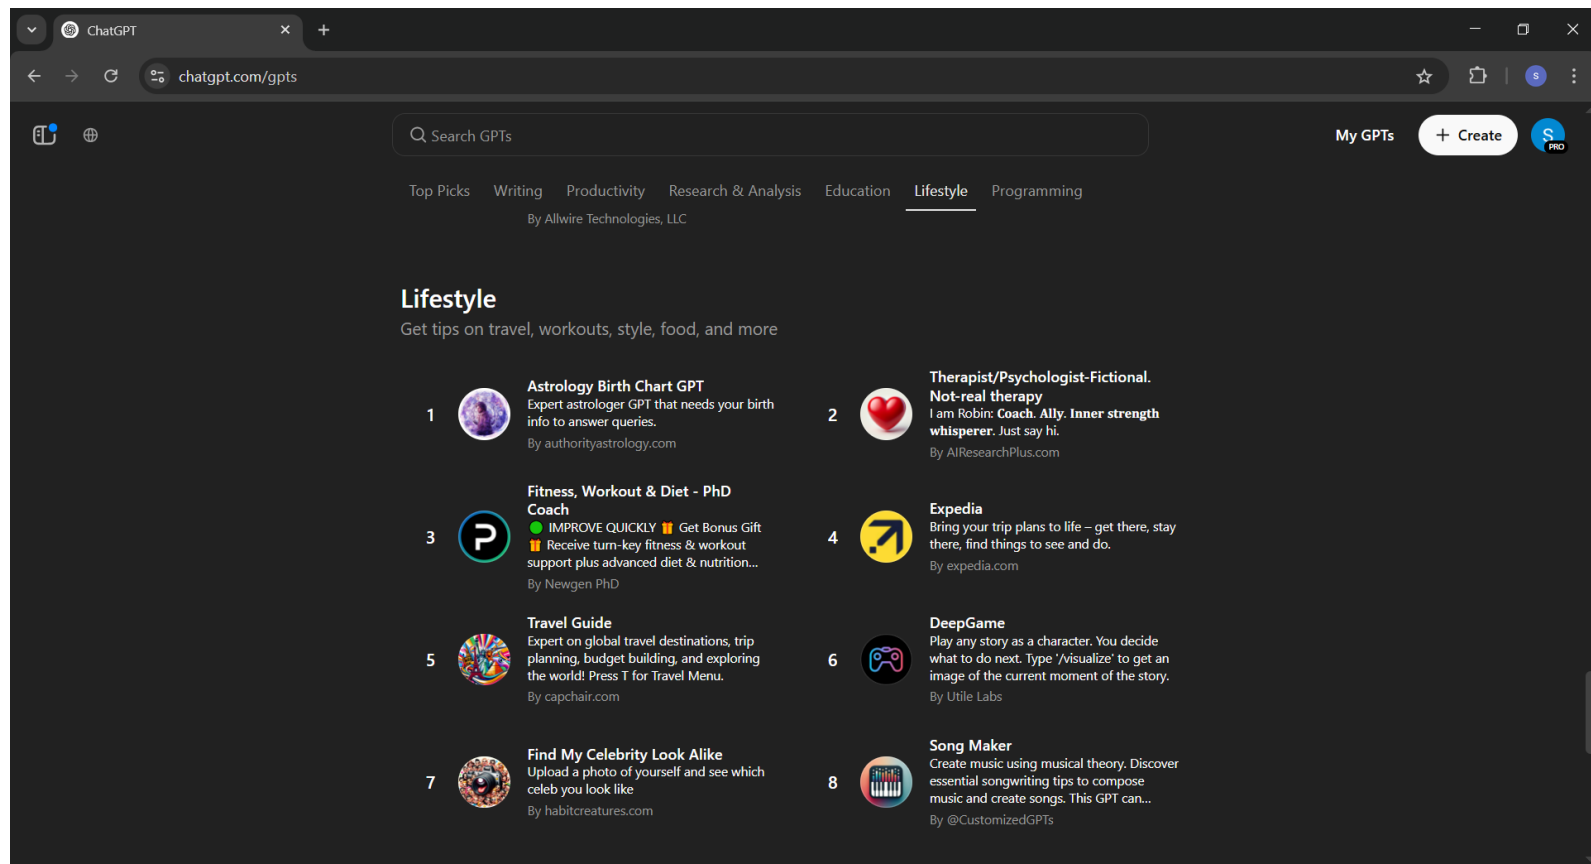 ChatGPT
chatgpt.com/gpts
S
Search GPTs
My GPTs
+ Create
S
PRO
Top Picks
Writing
Productivity
Research & Analysis
Education
Lifestyle
Programming
By Allwire Technologies, LLC
Lifestyle
Get tips on travel, workouts, style, food, and more
1
Astrology Birth Chart GPT
Expert astrologer GPT that needs your birth
info to answer queries.
By authorityastrology.com
2
Therapist/Psychologist-Fictional.
Not-real therapy
I am Robin: Coach. Ally. Inner strength
whisperer. Just say hi.
By AIResearchPlus.com
3
Fitness, Workout & Diet - PhD
Coach
🟢 IMPROVE QUICKLY 🎁 Get Bonus Gift
🎁 Receive turn-key fitness & workout
support plus advanced diet & nutrition...
By Newgen PhD
4
Expedia
Bring your trip plans to life – get there, stay
there, find things to see and do.
By expedia.com
5
Travel Guide
Expert on global travel destinations, trip
planning, budget building, and exploring
the world! Press T for Travel Menu.
By capchair.com
6
DeepGame
Play any story as a character. You decide
what to do next. Type '/visualize' to get an
image of the current moment of the story.
By Utile Labs
7
Find My Celebrity Look Alike
Upload a photo of yourself and see which
celeb you look like
By habitcreatures.com
8
Song Maker
Create music using musical theory. Discover
essential songwriting tips to compose
music and create songs. This GPT can...
By @CustomizedGPTs